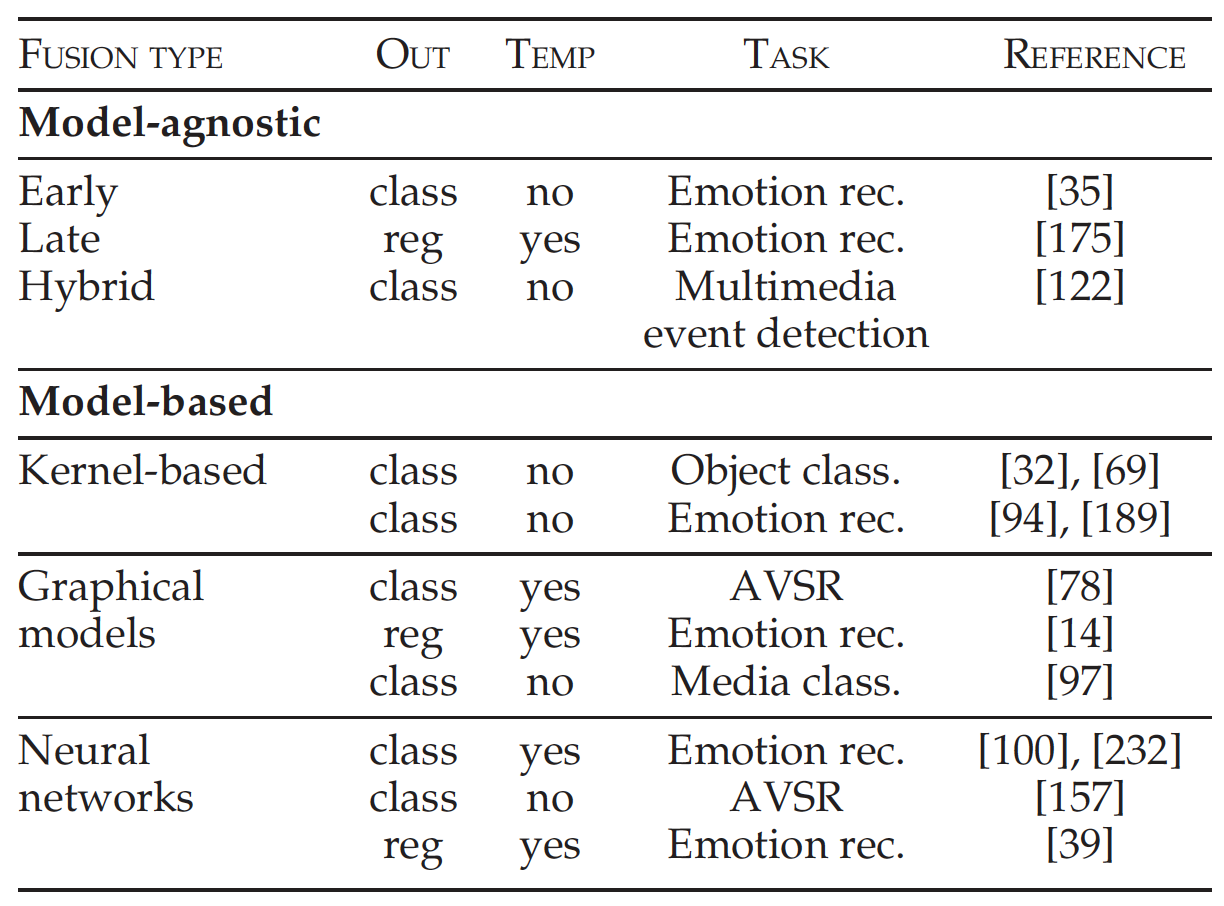 FUSION TYPE OUT TEMP TASK REFERENCE
Model-agnostic
Early class no Emotion rec. [35]
Late reg yes Emotion rec. [175]
Hybrid class no Multimedia [122]
event detection
Model-based
Kernel-based class no Object class. [32], [69]
class no Emotion rec. [94], [189]
Graphical class yes AVSR [78]
models reg yes Emotion rec. [14]
class no Media class. [97]
Neural class yes Emotion rec. [100], [232]
networks class no AVSR [157]
reg yes Emotion rec. [39]